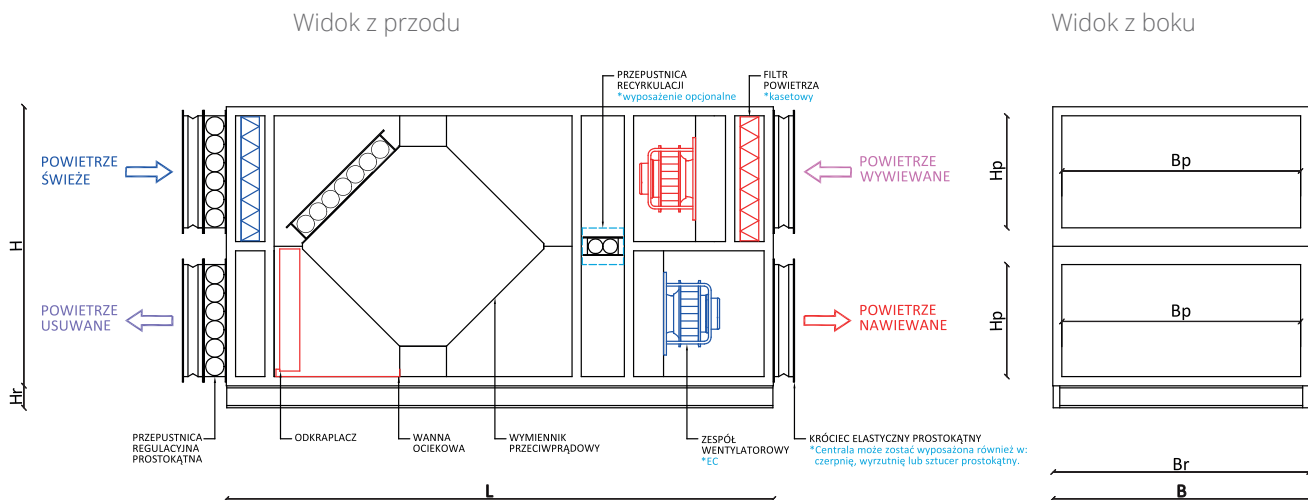 Widok z przodu
Widok z boku
PRZEPUSTNICA
RECYRKULACJI
*wyposażenie opcjonalne
FILTR
POWIETRZA
*kasetowy
POWIETRZE
ŚWIEŻE
POWIETRZE
WYWIEWANE
H
Hp
Bp
POWIETRZE
USUWANE
POWIETRZE
NAWIEWANE
Hp
Bp
Hr
PRZEPUSTNICA
REGULACYJNA
PROSTOKĄTNA
ODKRAPLACZ
WANNA
OCIEKOWA
WYMIENNIK
PRZECIWPRĄDOWY
ZESPÓŁ
WENTYLATOROWY
*EC
KRÓCIEC ELASTYCZNY PROSTOKĄTNY
*Centrala może zostać wyposażona również w:
czerpnię, wyrzutnię lub sztucer prostokątny.
Br
L
B